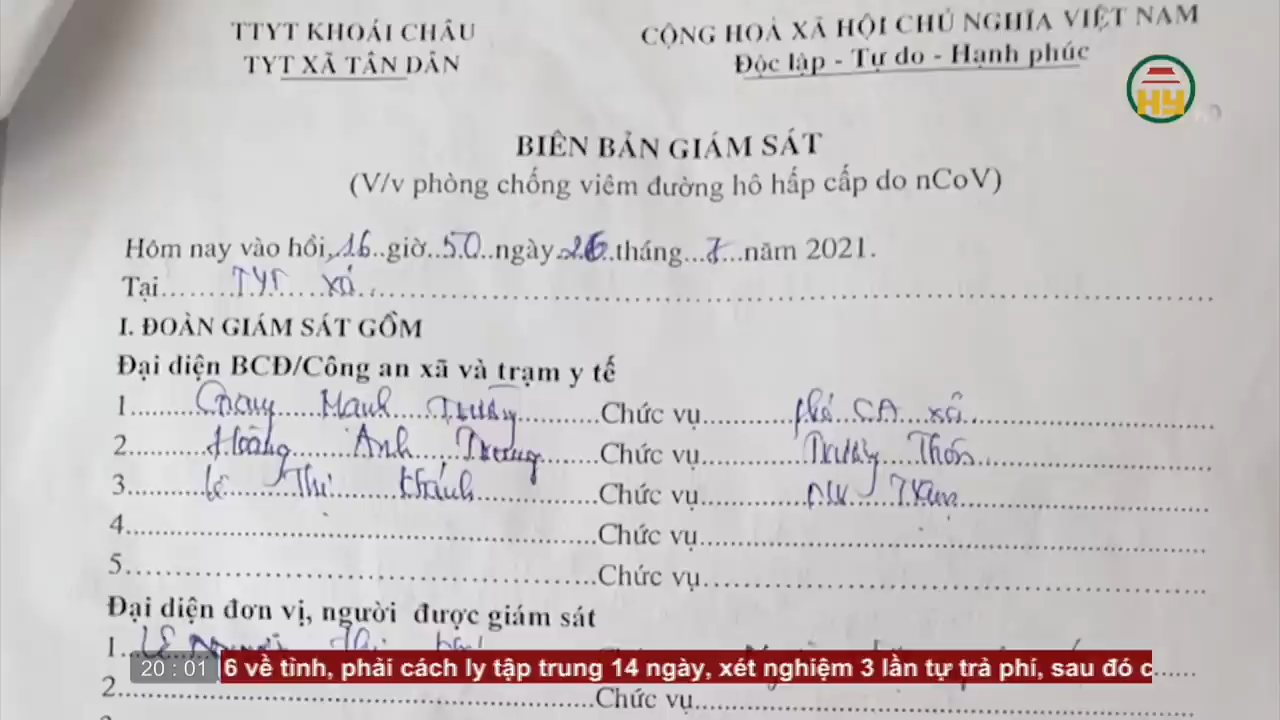 TTYT KHOÁI CHÂU
TYT XÃ TÂN DÂN
CỘNG HOÀ XÃ HỘI CHỦ NGHĨA VIỆT NAM
Độc lập - Tự do - Hạnh phúc
HY
BIÊN BẢN GIÁM SÁT
(V/v phòng chống viêm đường hô hấp cấp do nCoV)
Hôm nay vào hồi, 16 giờ 50 ngày 26 tháng 7 năm 2021.
Tại TYT xã
I. ĐOÀN GIÁM SÁT GỒM
Đại diện BCĐ/Công an xã và trạm y tế
1. Mạnh Chức vụ phó CA xã
2. Hoàng Anh Chức vụ Trưởng Thôn
3. Lê Thị Khánh Chức vụ
4. Chức vụ
5. Chức vụ
Đại diện đơn vị, người được giám sát
1.
20 : 01 6 về tỉnh, phải cách ly tập trung 14 ngày, xét nghiệm 3 lần tự trả phí, sau đó c
2. Chức vụ